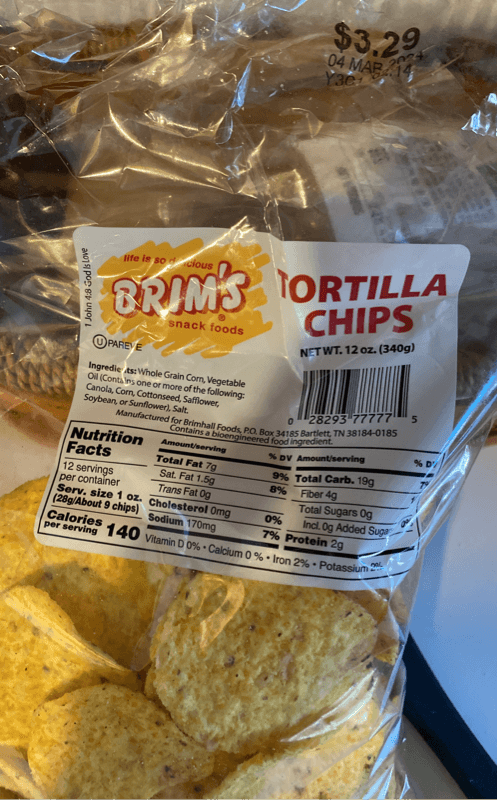 $3.29
04 MAR
1 John 4:8 God is Love
life is so d icious
BRIM'S
®
snack foods
U PAREVE
TORTILLA
CHIPS
NET WT. 12 oz. (340g)
Ingredie ts: Whole Grain Corn, Vegetable
Oil (Contains one or more of the following:
Canola, Corn, Cottonseed, Safflower,
Soybean, or Sunflower), Salt.
0 28293 77777 5
Manufactured for Brimhall Foods, P.O. Box 34185 Bartlett, TN 38184-0185
Contains a bioengineered food ingredient.
Nutrition
Facts
12 servings
per container
Serv. size 1 oz.
(28g/About 9 chips)
Calories
per serving 140
Amount/serving % DV
Total Fat 7g 9%
Sat. Fat 1.5g 8%
Trans Fat 0g
Cholesterol 0mg 0%
Sodium 170mg 7%
Amount/serving % D
Total Carb. 19g
Fiber 4g
Total Sugars 0g
Incl. 0g Added Sugar
Protein 2g
Vitamin D 0% • Calcium 0 % • Iron 2% • Potassium 2%